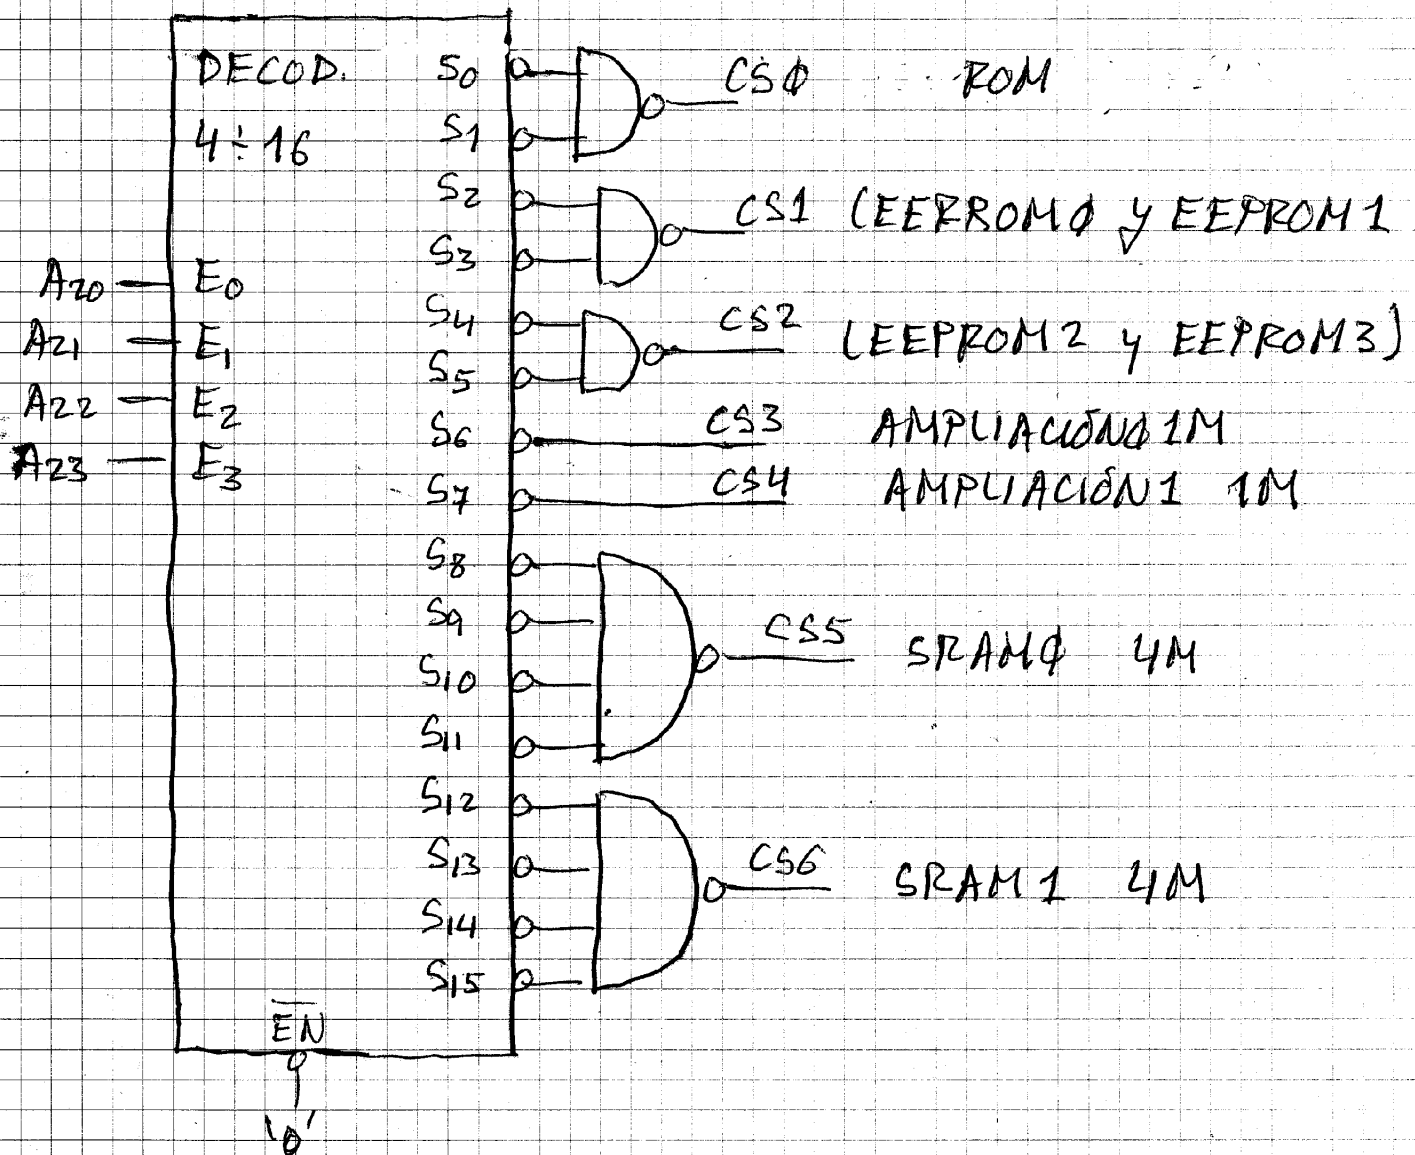 DECOD. S0 CSØ ROM
4÷16 S1
S2 CS1 (EERROMØ y EEPROM1
S3
A20 E0 S4 CS2 (EEPROM2 y EEPROM3)
A21 E1 S5
A22 E2 S6 CS3 AMPLIACIÓNØ 1M
A23 E3 S7 CS4 AMPLIACIÓN1 1M
S8
S9 CS5 SRAMØ 4M
S10
S11
S12
S13 CS6 SRAM1 4M
S14
S15
E̅N̅
'0'